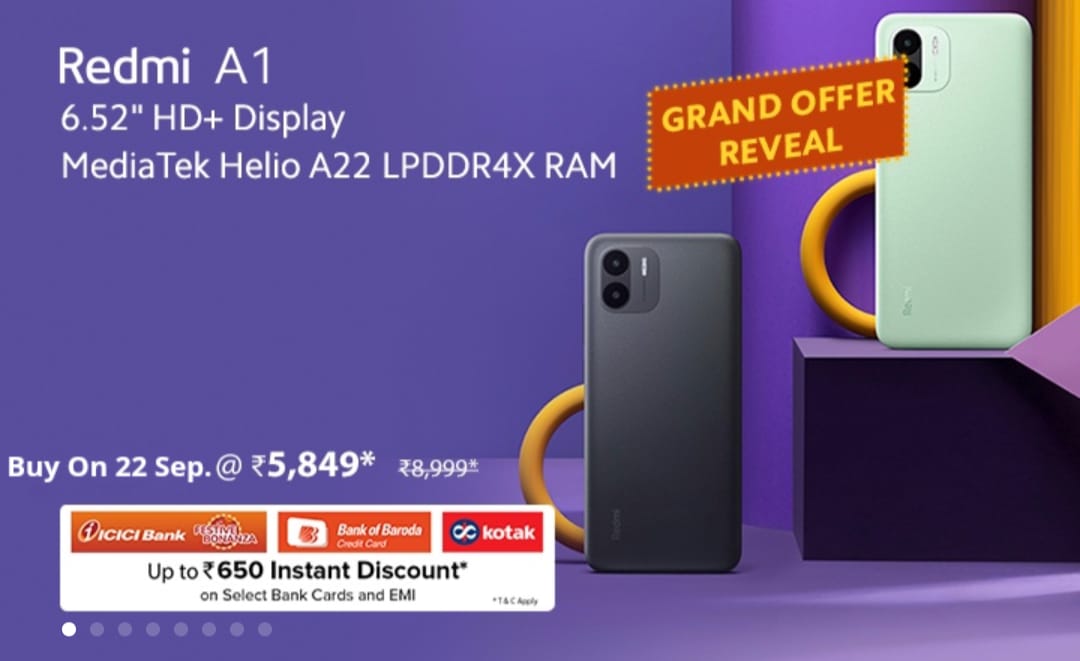 Redmi A1
6.52" HD+ Display
MediaTek Helio A22 LPDDR4X RAM
GRAND OFFER
REVEAL
Redmi
Redmi
Buy On 22 Sep.@ ₹5,849* ₹8,999*
ICICI Bank FESTIVE BONANZA
Bank of Baroda
Credit Card
kotak
Up to ₹650 Instant Discount*
on Select Bank Cards and EMI
*T&C Apply